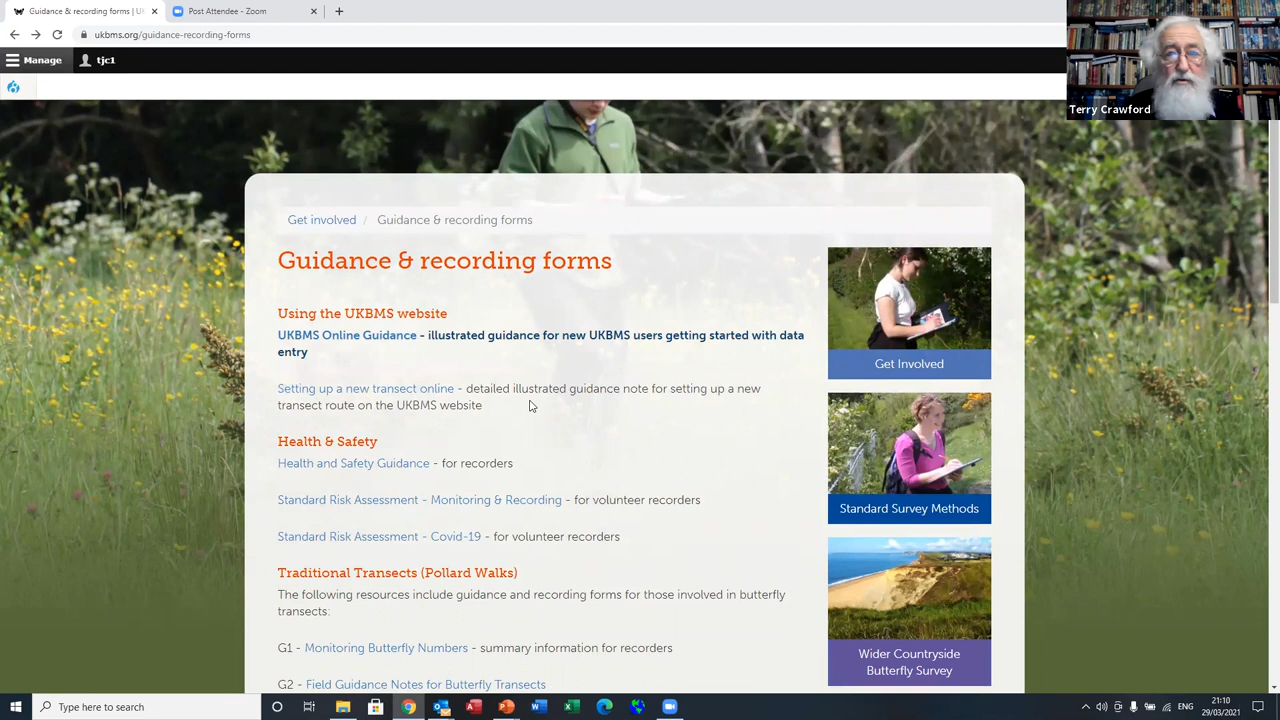 Guidance & recording forms | U
Post Attendee - Zoom
ukbms.org/guidance-recording-forms
Manage
tjc1
Terry Crawford
Get involved / Guidance & recording forms
Guidance & recording forms
Using the UKBMS website
UKBMS Online Guidance - illustrated guidance for new UKBMS users getting started with data
entry
Setting up a new transect online - detailed illustrated guidance note for setting up a new
transect route on the UKBMS website
Health & Safety
Health and Safety Guidance - for recorders
Standard Risk Assessment - Monitoring & Recording - for volunteer recorders
Standard Risk Assessment - Covid-19 - for volunteer recorders
Traditional Transects (Pollard Walks)
The following resources include guidance and recording forms for those involved in butterfly
transects:
G1 - Monitoring Butterfly Numbers - summary information for recorders
G2 - Field Guidance Notes for Butterfly Transects
Get Involved
Standard Survey Methods
Wider Countryside
Butterfly Survey
Type here to search
ENG
21:10
29/03/2021